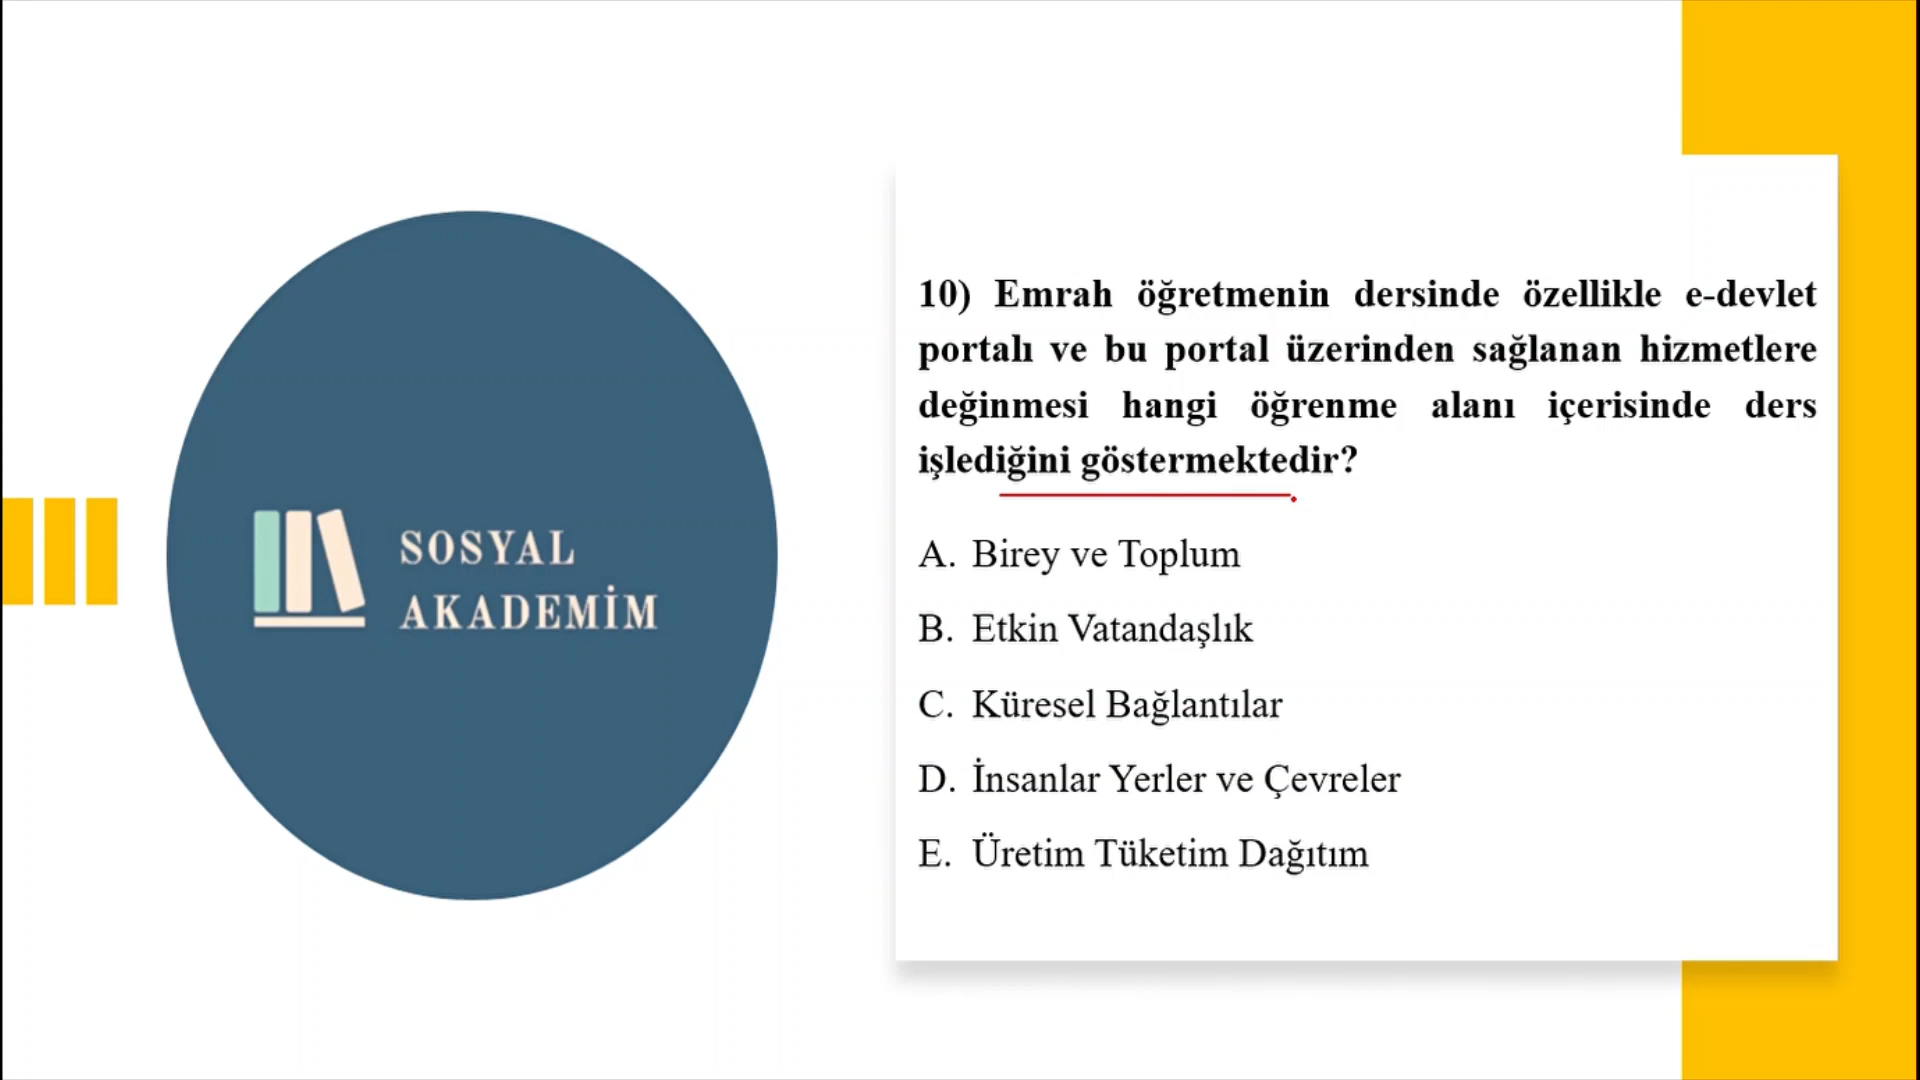 SOSYAL
AKADEMİM
10) Emrah öğretmenin dersinde özellikle e-devlet
portalı ve bu portal üzerinden sağlanan hizmetlere
değinmesi hangi öğrenme alanı içerisinde ders
işlediğini göstermektedir?
A. Birey ve Toplum
B. Etkin Vatandaşlık
C. Küresel Bağlantılar
D. İnsanlar Yerler ve Çevreler
E. Üretim Tüketim Dağıtım